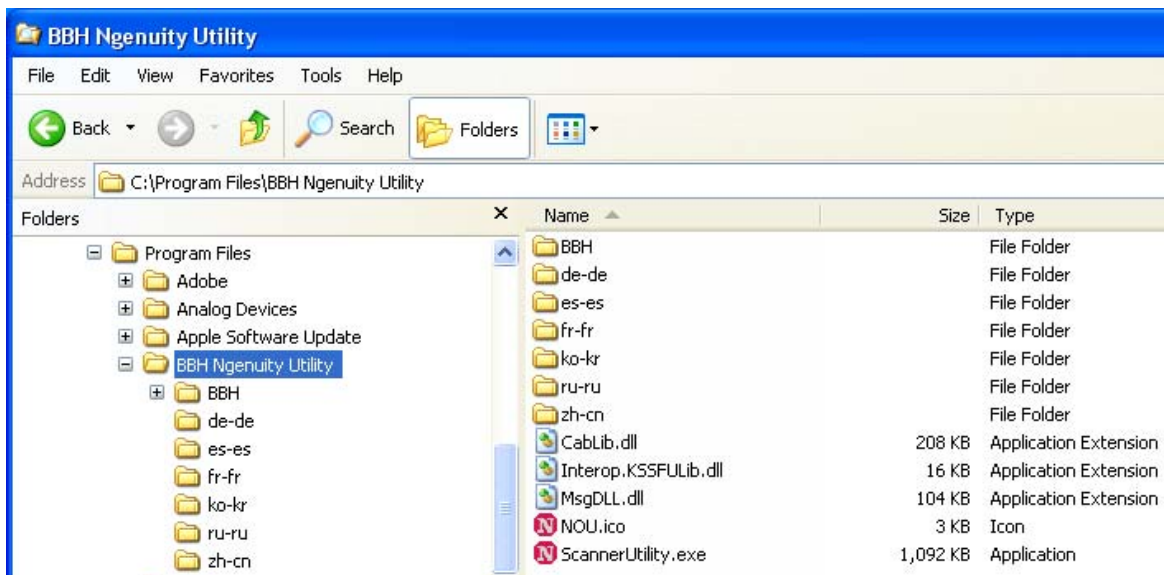 BBH Ngenuity Utility
File Edit View Favorites Tools Help
Back Search Folders
Address C:\Program Files\BBH Ngenuity Utility
Folders
Program Files
Adobe
Analog Devices
Apple Software Update
BBH Ngenuity Utility
BBH
de-de
es-es
fr-fr
ko-kr
ru-ru
zh-cn
Name Size Type
BBH File Folder
de-de File Folder
es-es File Folder
fr-fr File Folder
ko-kr File Folder
ru-ru File Folder
zh-cn File Folder
CabLib.dll 208 KB Application Extension
Interop.KSSFULib.dll 16 KB Application Extension
MsgDLL.dll 104 KB Application Extension
NOU.ico 3 KB Icon
ScannerUtility.exe 1,092 KB Application